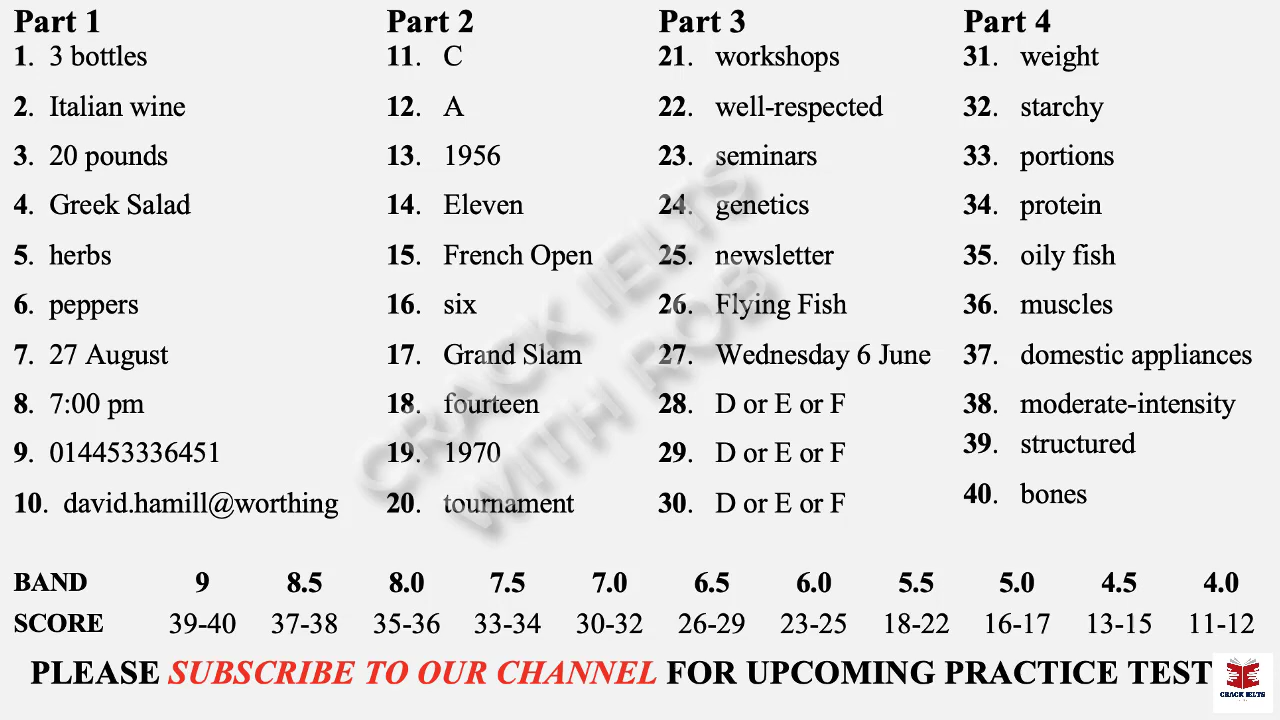 Part 1
1. 3 bottles
2. Italian wine
3. 20 pounds
4. Greek Salad
5. herbs
6. peppers
7. 27 August
8. 7:00 pm
9. 014453336451
10. david.hamill@worthing
Part 2
11. C
12. A
13. 1956
14. Eleven
15. French Open
16. six
17. Grand Slam
18. fourteen
19. 1970
20. tournament
Part 3
21. workshops
22. well-respected
23. seminars
24. genetics
25. newsletter
26. Flying Fish
27. Wednesday 6 June
28. D or E or F
29. D or E or F
30. D or E or F
Part 4
31. weight
32. starchy
33. portions
34. protein
35. oily fish
36. muscles
37. domestic appliances
38. moderate-intensity
39. structured
40. bones
CRACK IELTS
WITH ROB
BAND 9 8.5 8.0 7.5 7.0 6.5 6.0 5.5 5.0 4.5 4.0
SCORE 39-40 37-38 35-36 33-34 30-32 26-29 23-25 18-22 16-17 13-15 11-12
PLEASE SUBSCRIBE TO OUR CHANNEL FOR UPCOMING PRACTICE TEST
CRACK IELTS